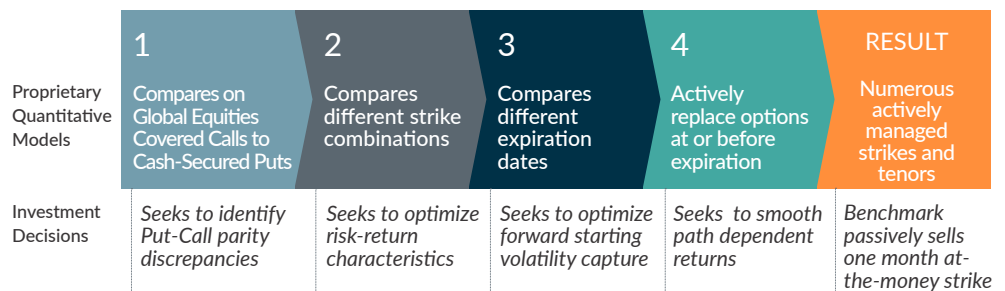 Proprietary
Quantitative
Models
1
Compares on
Global Equities
Covered Calls to
Cash-Secured Puts
2
Compares
different strike
combinations
3
Compares
different
expiration
dates
4
Actively
replace options
at or before
expiration
RESULT
Numerous
actively
managed
strikes and
tenors
Investment
Decisions
Seeks to identify
Put-Call parity
discrepancies
Seeks to optimize
risk-return
characteristics
Seeks to optimize
forward starting
volatility capture
Seeks to smooth
path dependent
returns
Benchmark
passively sells
one month at-
the-money strike